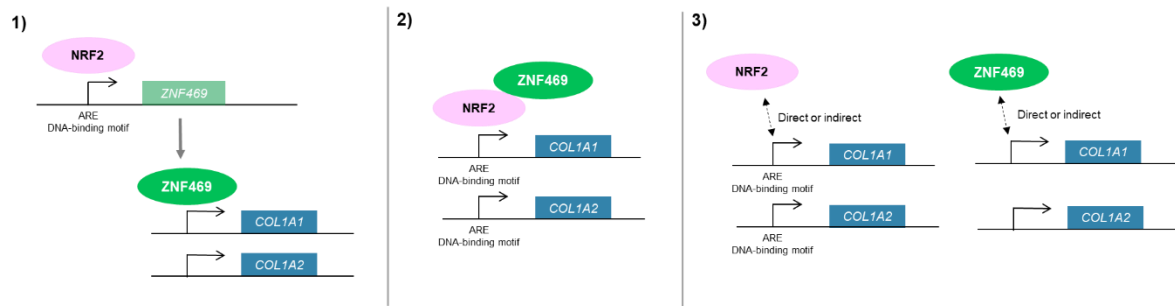 1)
NRF2
ZNF469
ARE
DNA-binding motif
ZNF469
COL1A1
COL1A2
2)
ZNF469
NRF2
COL1A1
ARE
DNA-binding motif
COL1A2
ARE
DNA-binding motif
3)
NRF2
Direct or indirect
COL1A1
ARE
DNA-binding motif
COL1A2
ARE
DNA-binding motif
ZNF469
Direct or indirect
COL1A1
COL1A2